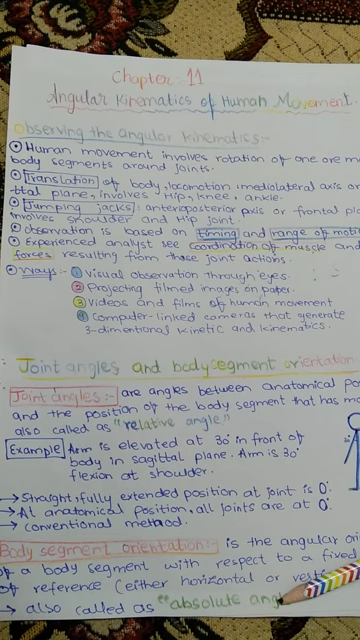 Chapter: 11
Angular Kinematics of Human Movement
Observing the angular kinematics:-
Human movement involves rotation of one or
body segments around joints.
Translation of body, locomotion: mediolateral axis or
ttal plane, involves Hip, knee, ankle.
Jumping jacks: anteroposterior axis or frontal
involves shoulder and Hip joint.
Observation is based on timing and range of
Experienced analyst see coordination of muscle and
forces resulting from these joint actions.
Ways:- 1 Visual observation through eyes.
2 Projecting filmed images on paper.
3 Videos and films of human movement
4 Computer-linked cameras that generate
3-dimentional kinetic and kinematics.
Joint angles and body segment orientation
Joint angles:- are angles between anatomical
and the position of the body segment that has
also called as "relative angle"
Example Arm is elevated at 30° in front of
body in sagittal plane. Arm is 30°
flexion at shoulder.
→ Straight, fully extended position at joint is 0°.
→ At anatomical position, all joints are at 0°.
→ conventional method.
Body segment orientation:- is the angular
of a body segment with respect to a fixed
of reference (either horizontal or
→ also called as "absolute